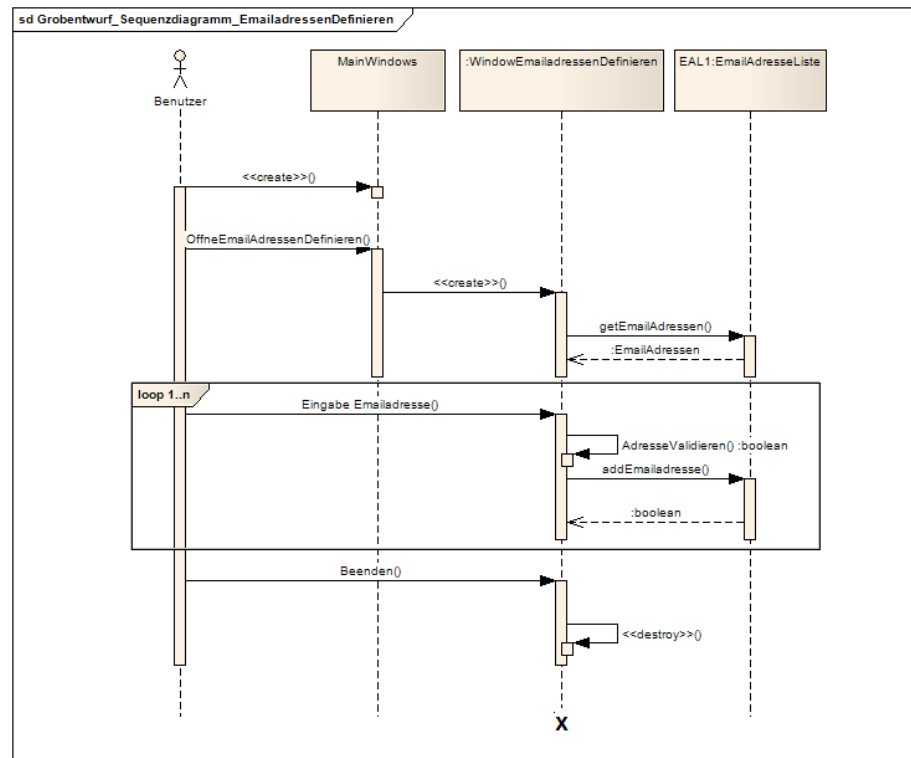 sd Grobentwurf_Sequenzdiagramm_EmailadressenDefinieren
MainWindows
:WindowEmailadressenDefinieren
EAL1:EmailAdresseListe
Benutzer
<<create>>()
OffneEmailAdressenDefinieren()
<<create>>()
getEmailAdressen()
:EmailAdressen
loop 1..n
Eingabe Emailadresse()
AdresseValidieren() :boolean
addEmailadresse()
:boolean
Beenden()
<<destroy>>()
X